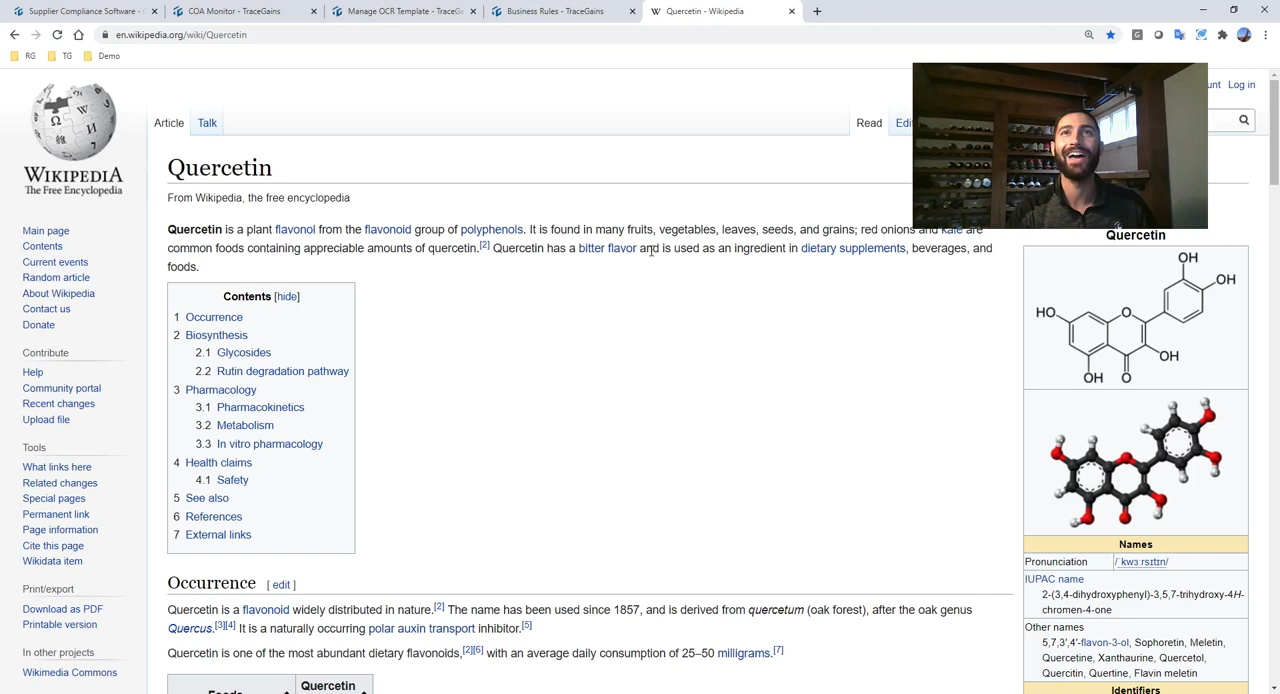 Supplier Compliance Software -
COA Monitor - TraceGains
Manage OCR Template - TraceG
Business Rules - TraceGains
W Quercetin - Wikipedia
en.wikipedia.org/wiki/Quercetin
RG TG Demo
Log in
Article Talk Read
WIKIPEDIA
The Free Encyclopedia
Main page
Contents
Current events
Random article
About Wikipedia
Contact us
Donate
Contribute
Help
Community portal
Recent changes
Upload file
Tools
What links here
Related changes
Special pages
Permanent link
Page information
Cite this page
Wikidata item
Print/export
Download as PDF
Printable version
In other projects
Wikimedia Commons
Quercetin
From Wikipedia, the free encyclopedia
Quercetin is a plant flavonol from the flavonoid group of polyphenols. It is found in many fruits, vegetables, leaves, seeds, and grains; red onions and kale are
common foods containing appreciable amounts of quercetin.[2] Quercetin has a bitter flavor and is used as an ingredient in dietary supplements, beverages, and
foods.
Contents [hide]
1 Occurrence
2 Biosynthesis
2.1 Glycosides
2.2 Rutin degradation pathway
3 Pharmacology
3.1 Pharmacokinetics
3.2 Metabolism
3.3 In vitro pharmacology
4 Health claims
4.1 Safety
5 See also
6 References
7 External links
Occurrence [ edit ]
Quercetin is a flavonoid widely distributed in nature.[2] The name has been used since 1857, and is derived from quercetum (oak forest), after the oak genus
Quercus.[3][4] It is a naturally occurring polar auxin transport inhibitor.[5]
Quercetin is one of the most abundant dietary flavonoids,[2][6] with an average daily consumption of 25–50 milligrams.[7]
Foods
Quercetin
Quercetin
OH
OH
HO
O
OH
OH O
Names
Pronunciation /ˈkwɜːrsɪtɪn/
IUPAC name
2-(3,4-dihydroxyphenyl)-3,5,7-trihydroxy-4H-
chromen-4-one
Other names
5,7,3',4'-flavon-3-ol, Sophoretin, Meletin,
Quercetine, Xanthaurine, Quercetol,
Quercitin, Quertine, Flavin meletin
Identifiers